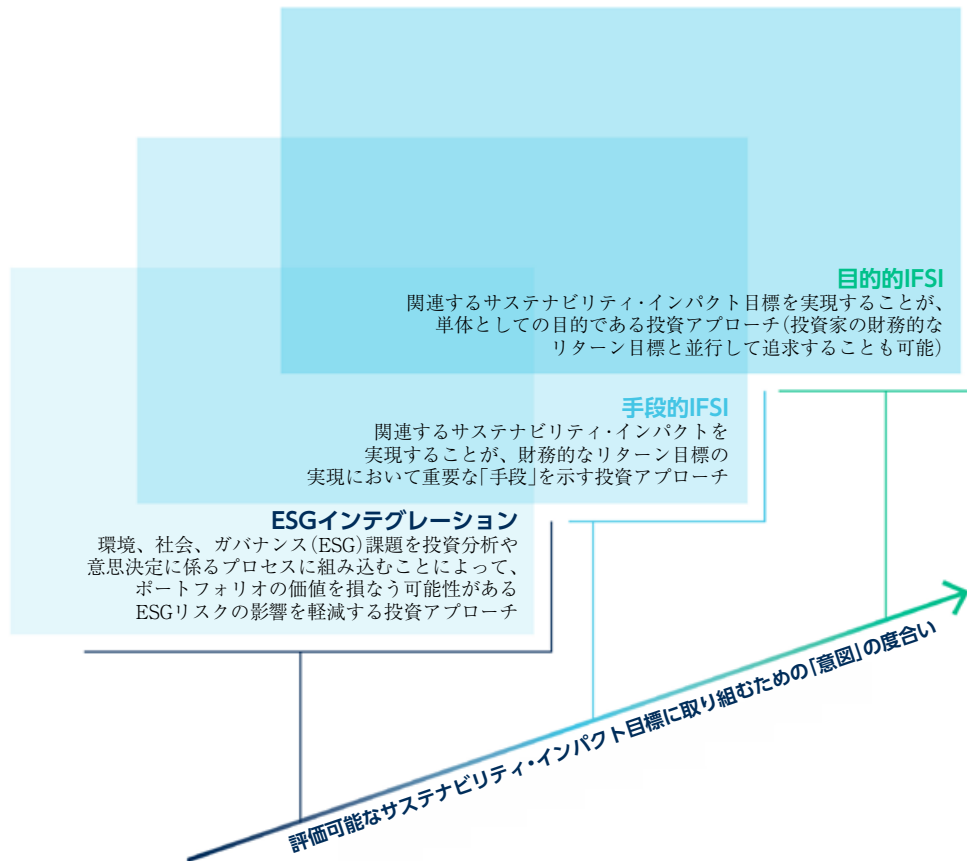 目的的IFSI
関連するサステナビリティ・インパクト目標を実現することが、
単体としての目的である投資アプローチ(投資家の財務的な
リターン目標と並行して追求することも可能)
手段的IFSI
関連するサステナビリティ・インパクトを
実現することが、財務的なリターン目標の
実現において重要な「手段」を示す投資アプローチ
ESGインテグレーション
環境、社会、ガバナンス(ESG)課題を投資分析や
意思決定に係るプロセスに組み込むことによって、
ポートフォリオの価値を損なう可能性がある
ESGリスクの影響を軽減する投資アプローチ
評価可能なサステナビリティ・インパクト目標に取り組むための「意図」の度合い